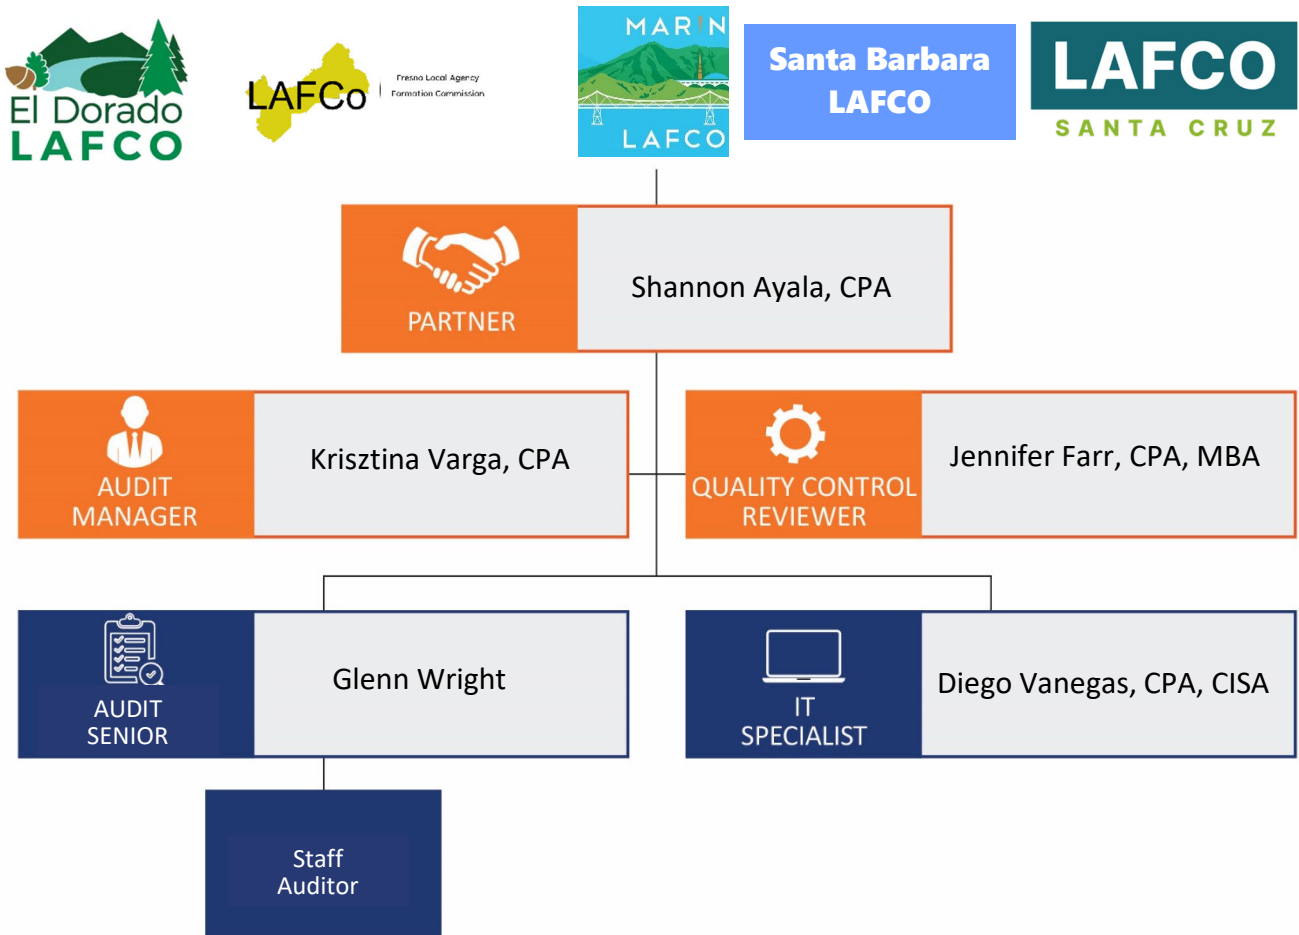 El Dorado
LAFCO
LAFCo
Fresno Local Agency
Formation Commission
MARIN
LAFCO
Santa Barbara
LAFCO
LAFCO
SANTA CRUZ
PARTNER
Shannon Ayala, CPA
AUDIT
MANAGER
Krisztina Varga, CPA
QUALITY CONTROL
REVIEWER
Jennifer Farr, CPA, MBA
AUDIT
SENIOR
Glenn Wright
IT
SPECIALIST
Diego Vanegas, CPA, CISA
Staff
Auditor